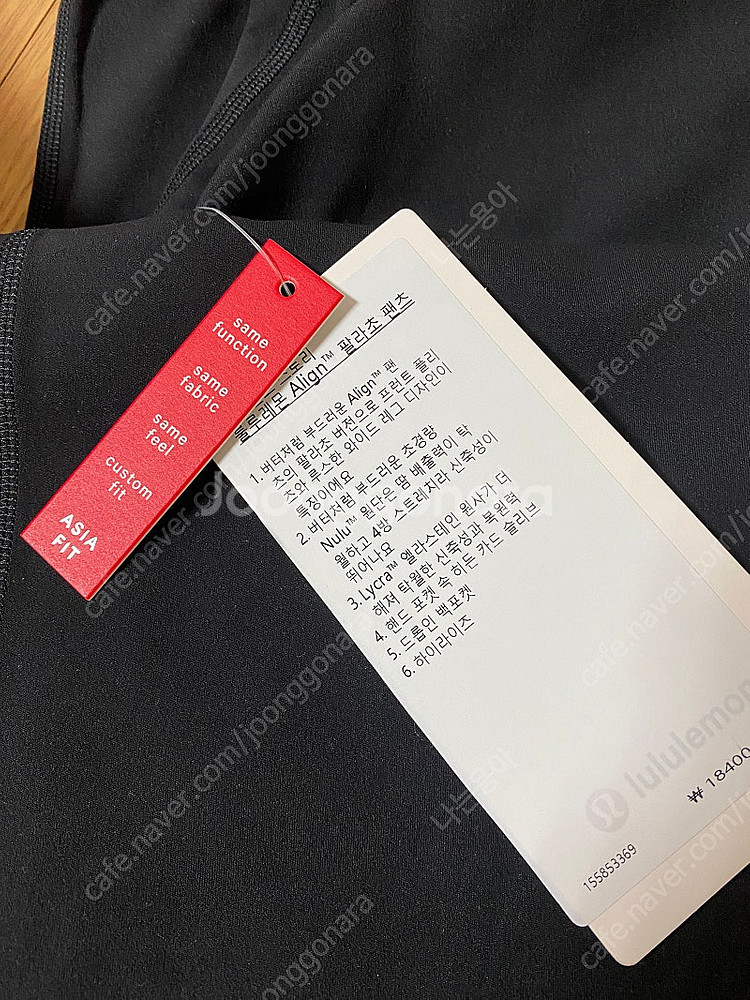 same
function
same
fabric
same
feel
custom
fit
ASIA
FIT
룰루레몬 Align™ 팔라초 팬츠
1. 버터처럼 부드러운 Align™ 팬
츠의 팔라초 버전으로 프런트 플리
츠와 루스한 와이드 레그 디자인이
특징이에요
2. 버터처럼 부드러운 초경량
Nulu™ 원단은 땀 배출력이 탁
월하고 4방 스트레치라 신축성이
뛰어나요
3. Lycra™ 엘라스테인 원사가 더
해져 탁월한 신축성과 복원력
4. 핸드 포켓 속 히든 카드 슬리브
5. 드롭인 백포켓
6. 하이라이즈
lululemon
₩ 18400
155853369
Joonggonara
cafe.naver.com/joonggonara
나는웅아